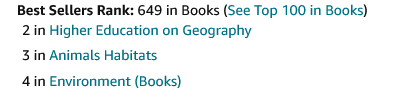 Best Sellers Rank: 649 in Books (See Top 100 in Books)
2 in Higher Education on Geography
3 in Animals Habitats
4 in Environment (Books)